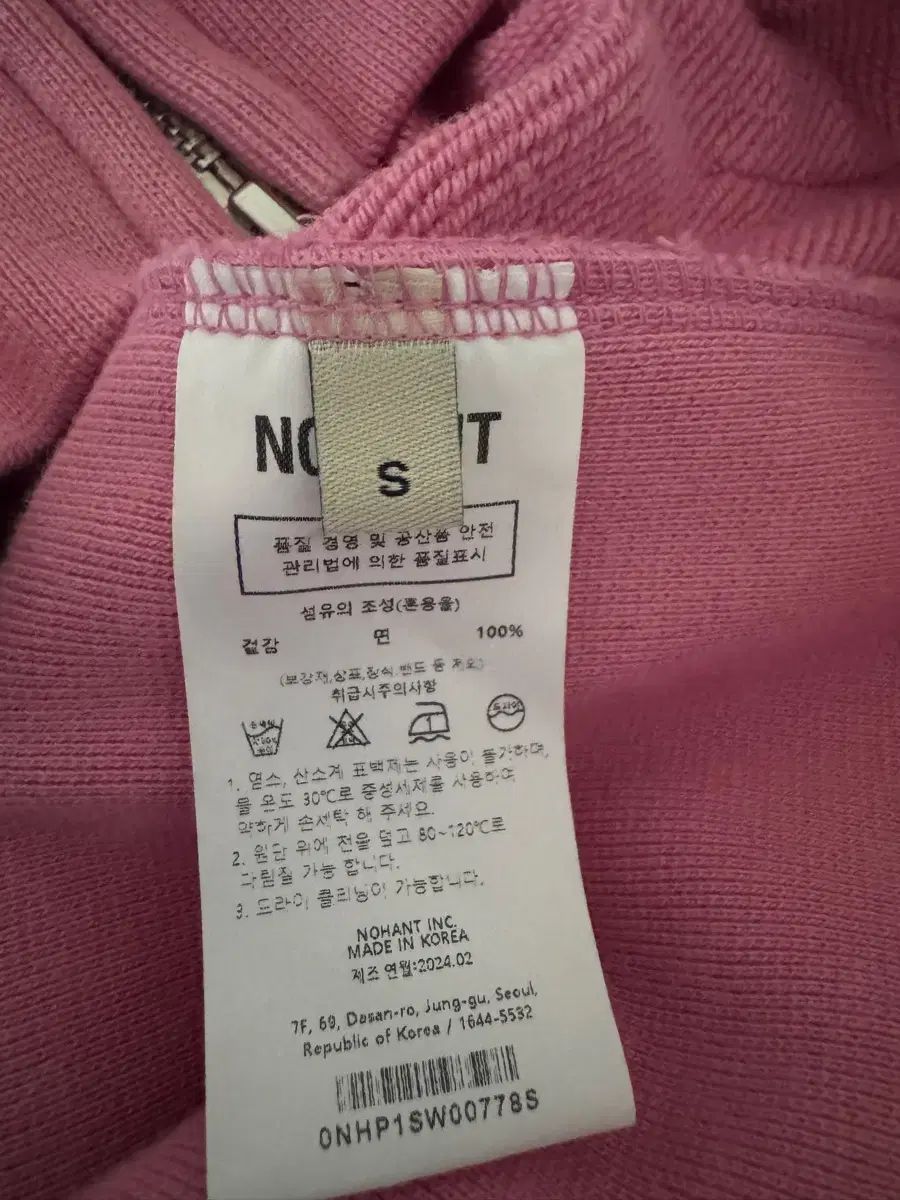 S
품질 경영 및 공산품 안전
관리법에 의한 품질표시
섬유의 조성(혼용율)
겉감 면 100%
(보강재,상표,장식,밴드 등 제외)
취급시주의사항
드라이
1. 염소, 산소계 표백제는 사용이 불가하며,
물 온도 30℃로 중성세제를 사용하여
약하게 손세탁 해 주세요.
2. 원단 위에 천을 덮고 80~120℃로
다림질 가능 합니다.
3. 드라이 클리닝이 가능합니다.
NOHANT INC.
MADE IN KOREA
제조 연월:2024.02
7F, 69, Dasan-ro, Jung-gu, Seoul,
Republic of Korea / 1644-5532
0NHP1SW00778S